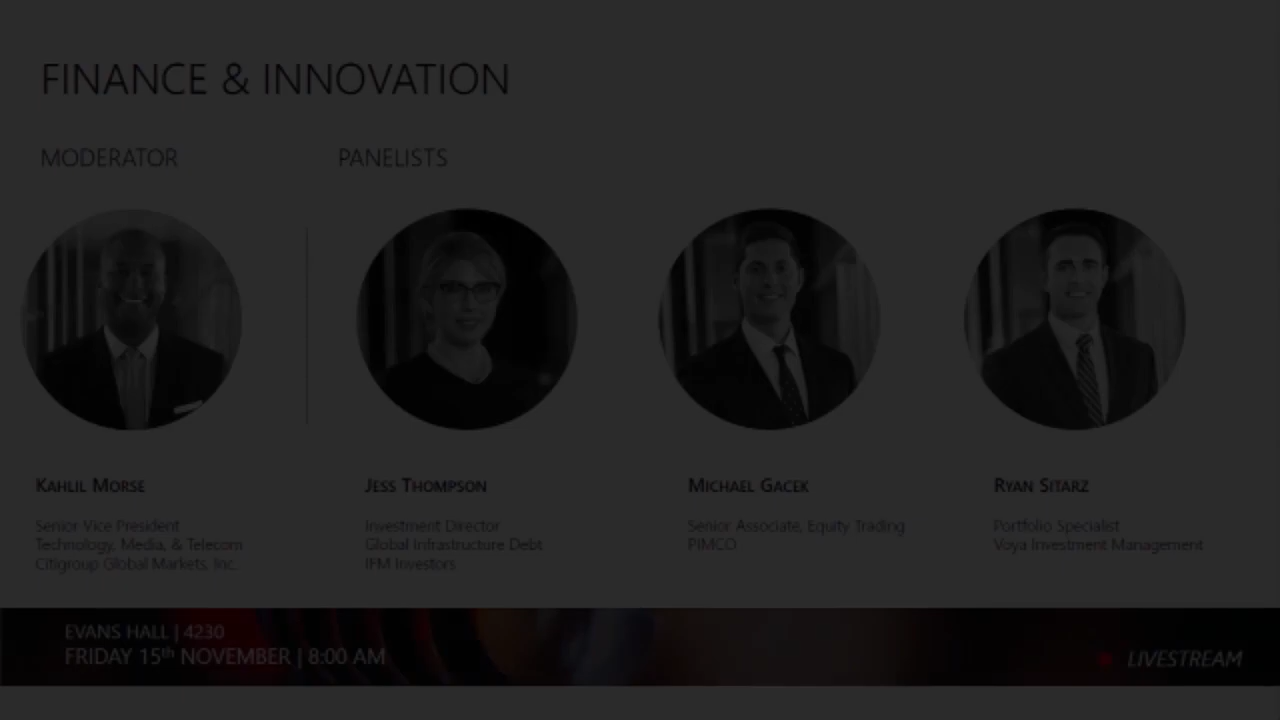 FINANCE & INNOVATION
MODERATOR
PANELISTS
KAHLIL MORSE
Senior Vice President
Technology, Media, & Telecom
Citigroup Global Markets, Inc.
JESS THOMPSON
Investment Director
Global Infrastructure Debt
IFM Investors
MICHAEL GACEK
Senior Associate, Equity Trading
PIMCO
RYAN SITARZ
Portfolio Specialist
Voya Investment Management
EVANS HALL | 4230
FRIDAY 15th NOVEMBER | 8:00 AM
LIVESTREAM